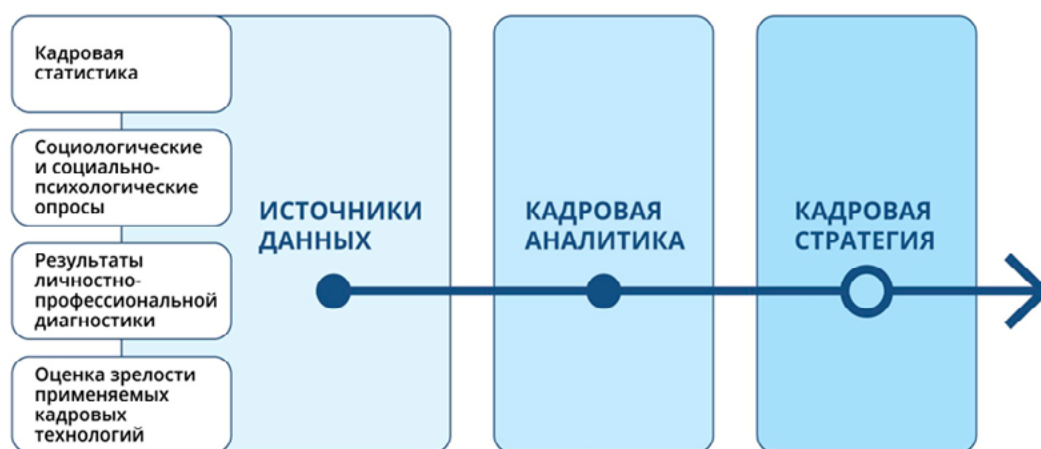 Кадровая
статистика
Социологические
и социально-
психологические
опросы
Результаты
личностно-
профессиональной
диагностики
Оценка зрелости
применяемых
кадровых
технологий
ИСТОЧНИКИ
ДАННЫХ
КАДРОВАЯ
АНАЛИТИКА
КАДРОВАЯ
СТРАТЕГИЯ